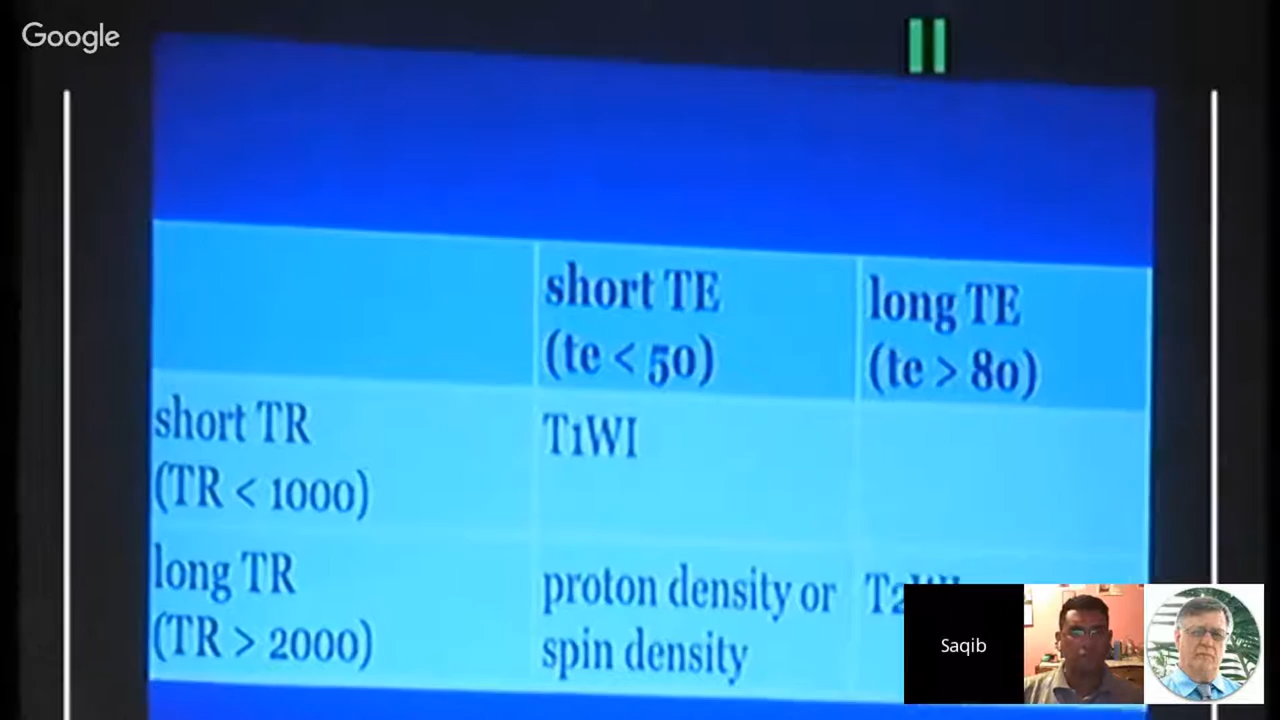 Google
short TE
(te < 50)
long TE
(te > 80)
short TR
(TR < 1000)
T1WI
long TR
(TR > 2000)
proton density or
spin density
Saqib